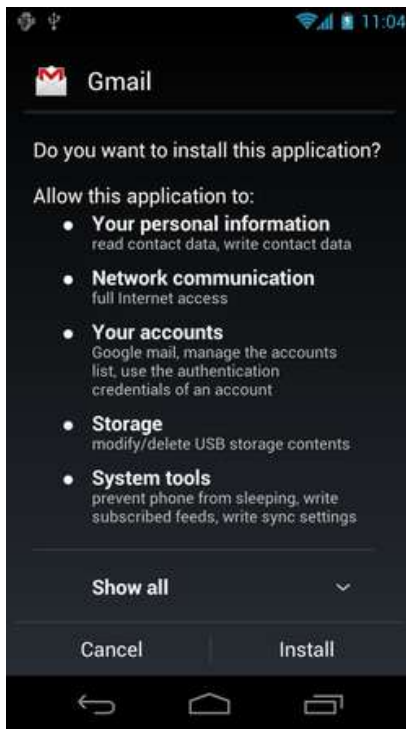 11:04
Gmail
Do you want to install this application?
Allow this application to:
● Your personal information
read contact data, write contact data
● Network communication
full Internet access
● Your accounts
Google mail, manage the accounts
list, use the authentication
credentials of an account
● Storage
modify/delete USB storage contents
● System tools
prevent phone from sleeping, write
subscribed feeds, write sync settings
Show all
Cancel Install